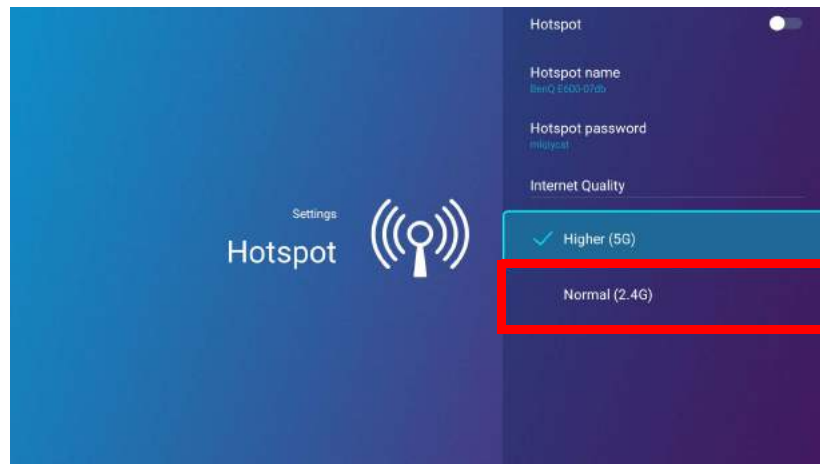 Hotspot
Hotspot name
BenQ E600-07db
Hotspot password
Internet Quality
Settings
Hotspot
Higher (5G)
Normal (2.4G)